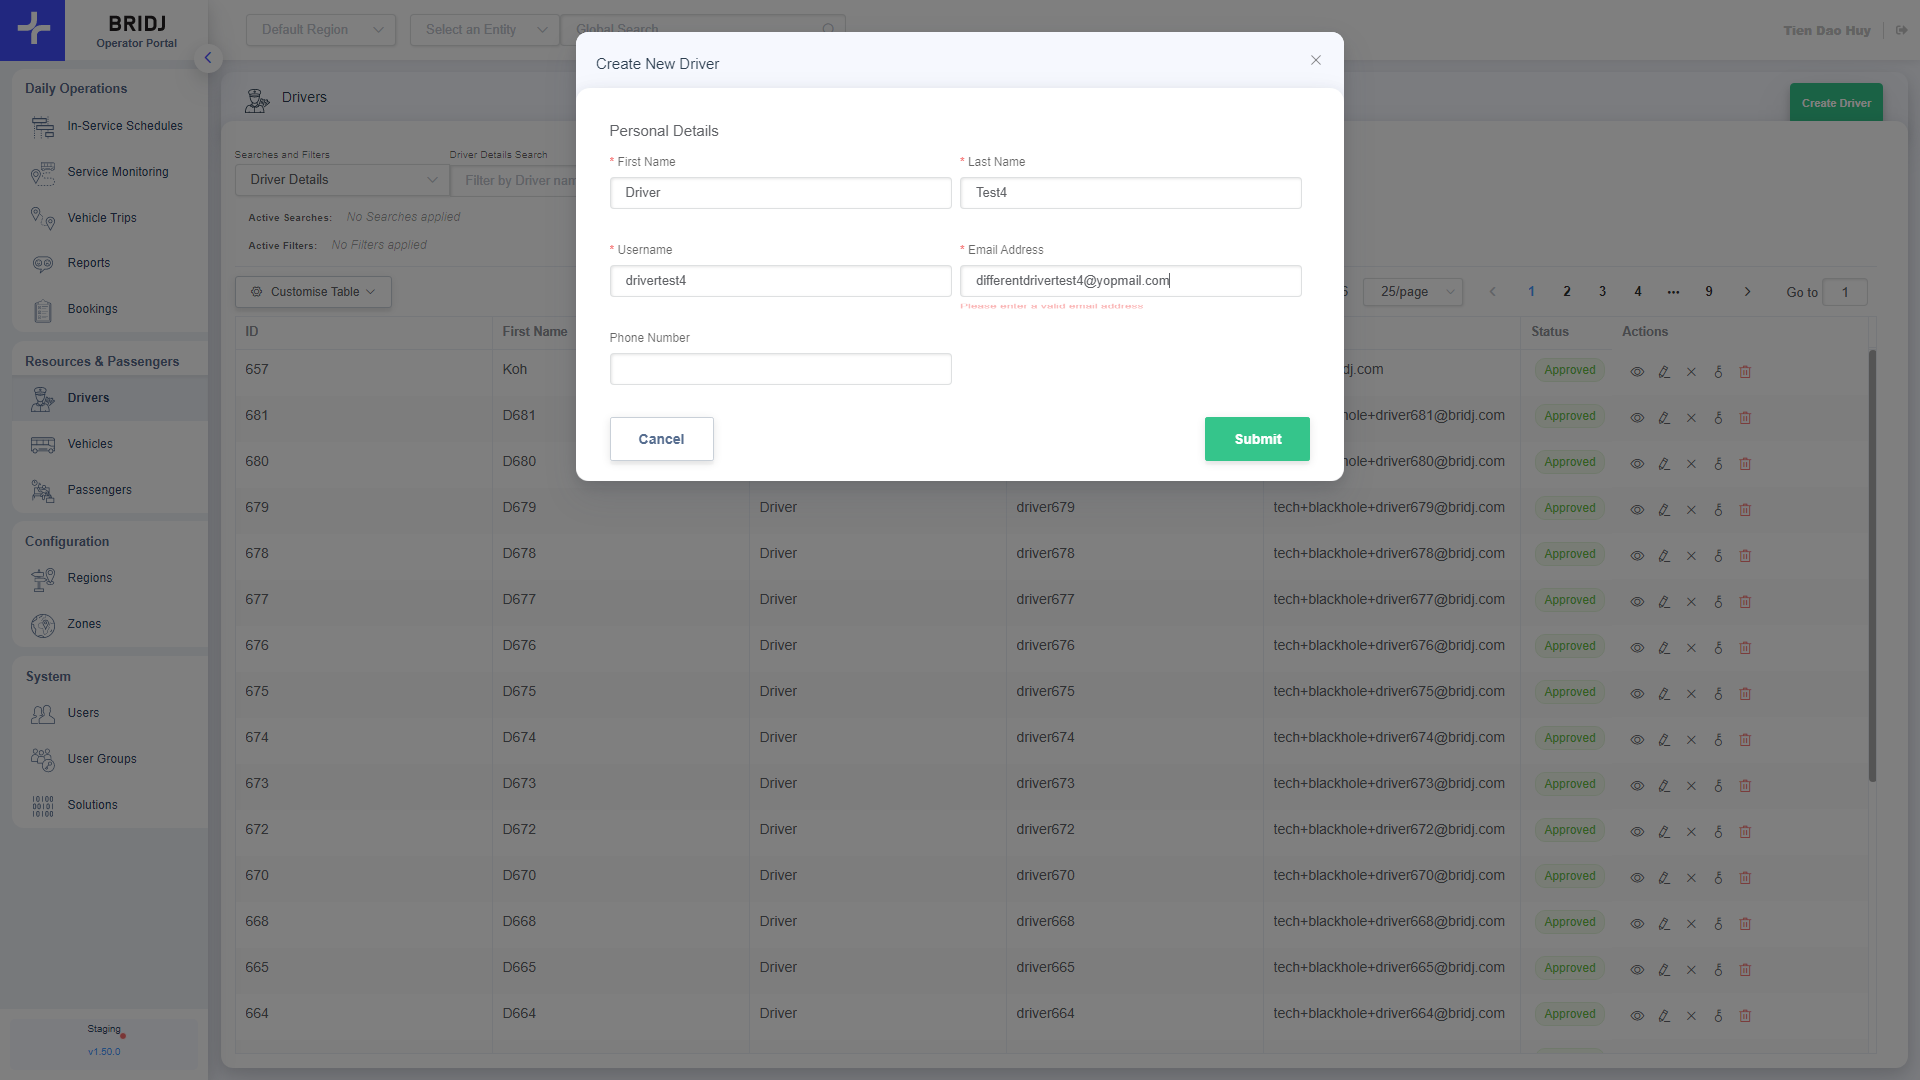 BRIDJ
Operator Portal
Default Region
Select an Entity
Global Search
Tien Dao Huy
Create New Driver
Daily Operations
In-Service Schedules
Service Monitoring
Vehicle Trips
Reports
Bookings
Resources & Passengers
Drivers
Vehicles
Passengers
Configuration
Regions
Zones
System
Users
User Groups
Solutions
Staging
v1.50.0
Drivers
Create Driver
Searches and Filters
Driver Details Search
Driver Details
Filter by Driver nam
Active Searches: No Searches applied
Active Filters: No Filters applied
Customise Table
6 25/page 1 2 3 4 ••• 9 Go to 1
Personal Details
* First Name * Last Name
Driver Test4
* Username * Email Address
drivertest4 differentdrivertest4@yopmail.com
Please enter a valid email address
Phone Number
Cancel Submit
ID First Name Status Actions
657 Koh dj.com Approved
681 D681 hole+driver681@bridj.com Approved
680 D680 hole+driver680@bridj.com Approved
679 D679 Driver driver679 tech+blackhole+driver679@bridj.com Approved
678 D678 Driver driver678 tech+blackhole+driver678@bridj.com Approved
677 D677 Driver driver677 tech+blackhole+driver677@bridj.com Approved
676 D676 Driver driver676 tech+blackhole+driver676@bridj.com Approved
675 D675 Driver driver675 tech+blackhole+driver675@bridj.com Approved
674 D674 Driver driver674 tech+blackhole+driver674@bridj.com Approved
673 D673 Driver driver673 tech+blackhole+driver673@bridj.com Approved
672 D672 Driver driver672 tech+blackhole+driver672@bridj.com Approved
670 D670 Driver driver670 tech+blackhole+driver670@bridj.com Approved
668 D668 Driver driver668 tech+blackhole+driver668@bridj.com Approved
665 D665 Driver driver665 tech+blackhole+driver665@bridj.com Approved
664 D664 Driver driver664 tech+blackhole+driver664@bridj.com Approved